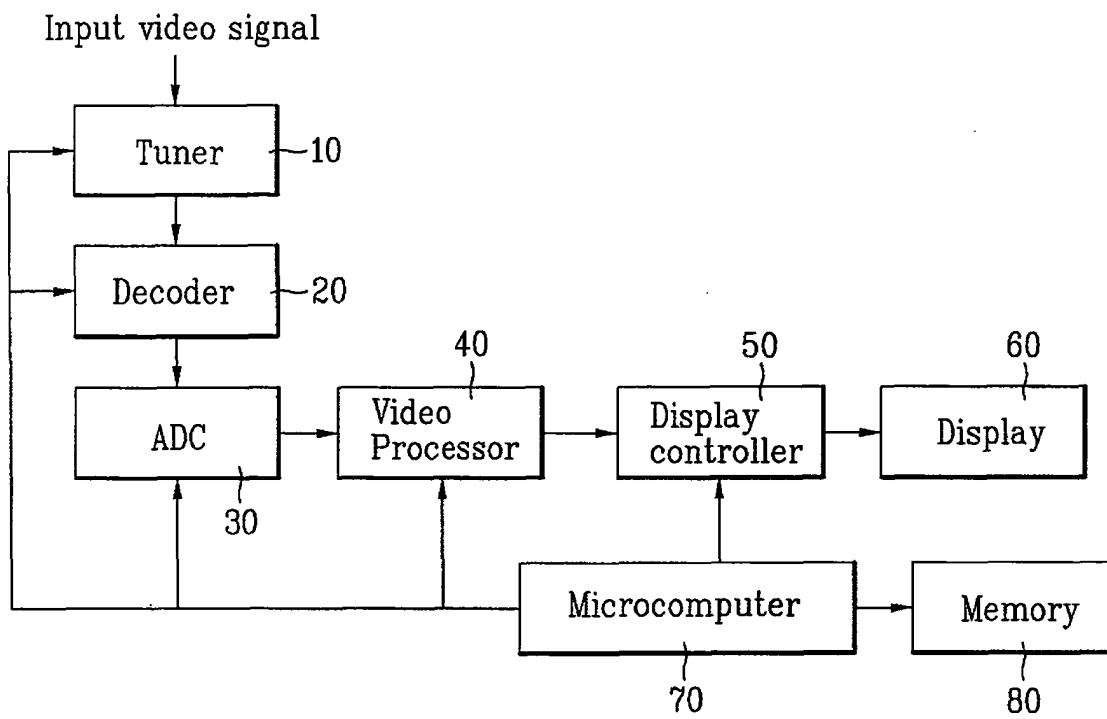 Input video signal
Tuner
10
Decoder
20
40
50
60
ADC
Video
Processor
Display
controller
Display
30
Microcomputer
Memory
70
80